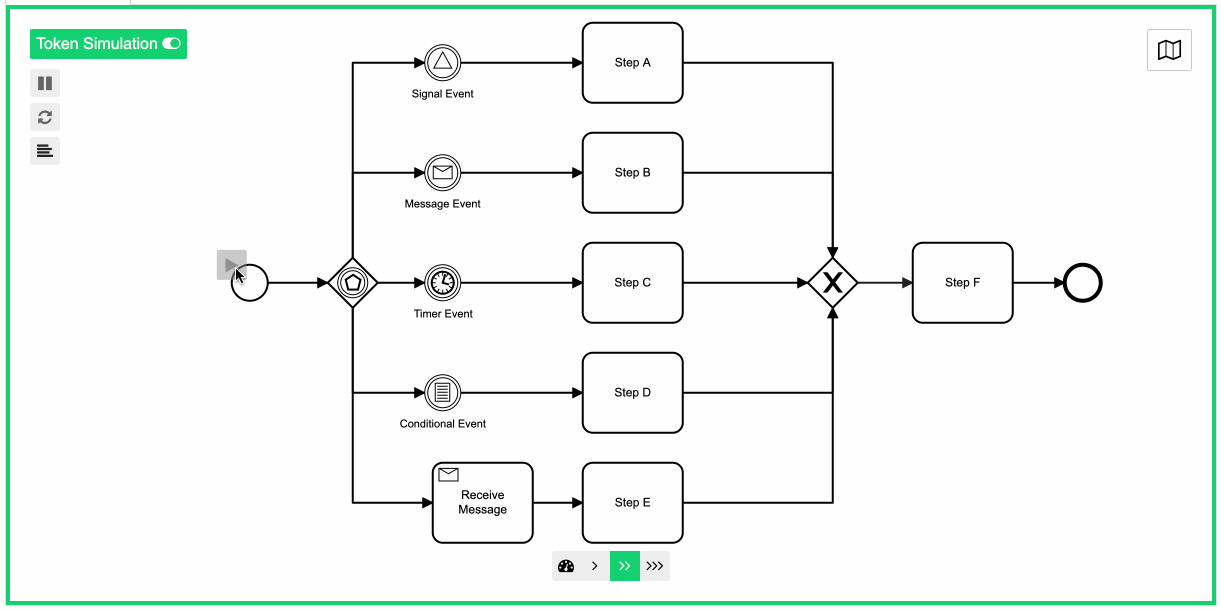 Token Simulation
Signal Event
Step A
Message Event
Step B
Timer Event
Step C
Step F
Conditional Event
Step D
Receive
Message
Step E